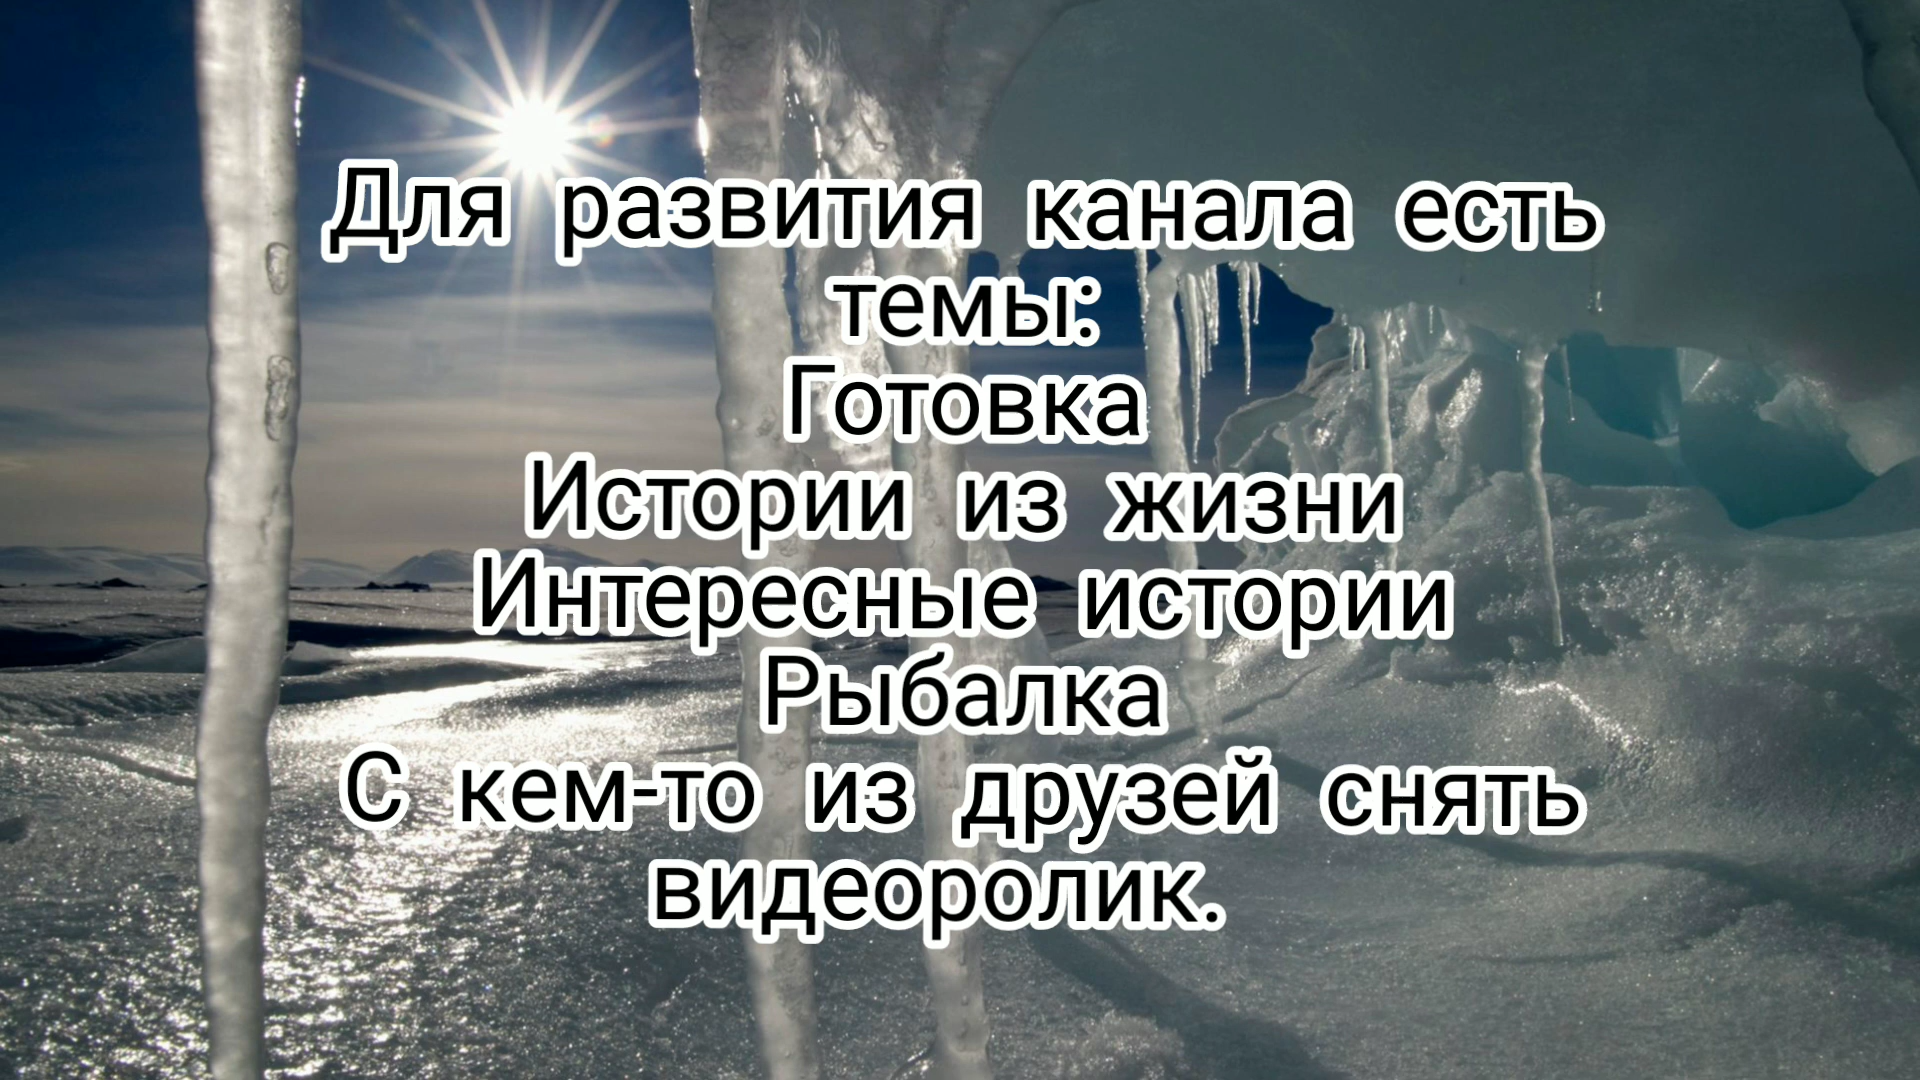 Для развития канала есть
темы:
Готовка
Истории из жизни
Интересные истории
Рыбалка
С кем-то из друзей снять
видеоролик.